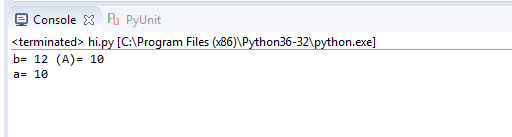 Console PyUnit
<terminated> hi.py [C:\Program Files (x86)\Python36-32\python.exe]
b= 12 (A)= 10
a= 10